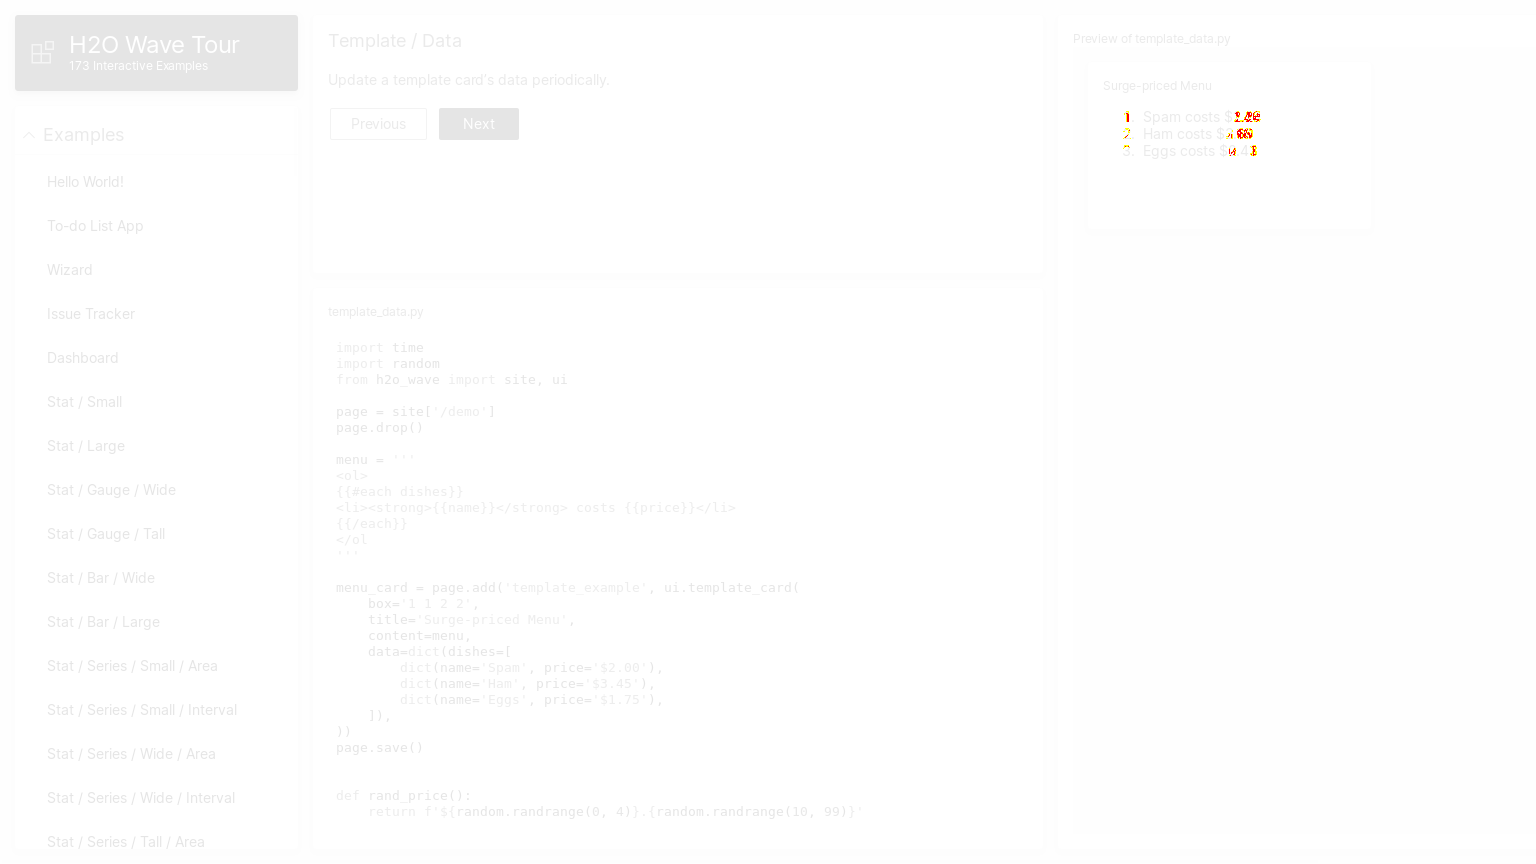 H2O Wave Tour
173 Interactive Examples
Examples
Hello World!
To-do List App
Wizard
Issue Tracker
Dashboard
Stat / Small
Stat / Large
Stat / Gauge / Wide
Stat / Gauge / Tall
Stat / Bar / Wide
Stat / Bar / Large
Stat / Series / Small / Area
Stat / Series / Small / Interval
Stat / Series / Wide / Area
Stat / Series / Wide / Interval
Stat / Series / Tall / Area
Template / Data
Update a template card's data periodically.
Previous
Next
template_data.py
import time
import random
from h2o_wave import site, ui
page = site['/demo']
page.drop()
menu = '''
<ol>
{{#each dishes}}
<li><strong>{{name}}</strong> costs {{price}}</li>
{{/each}}
</ol
'''
menu_card = page.add('template_example', ui.template_card(
    box='1 1 2 2',
    title='Surge-priced Menu',
    content=menu,
    data=dict(dishes=[
        dict(name='Spam', price='$2.00'),
        dict(name='Ham', price='$3.45'),
        dict(name='Eggs', price='$1.75'),
    ]),
))
page.save()
def rand_price():
    return f'${random.randrange(0, 4)}.{random.randrange(10, 99)}'
Preview of template_data.py
Surge-priced Menu
Spam costs
Ham costs
Eggs costs